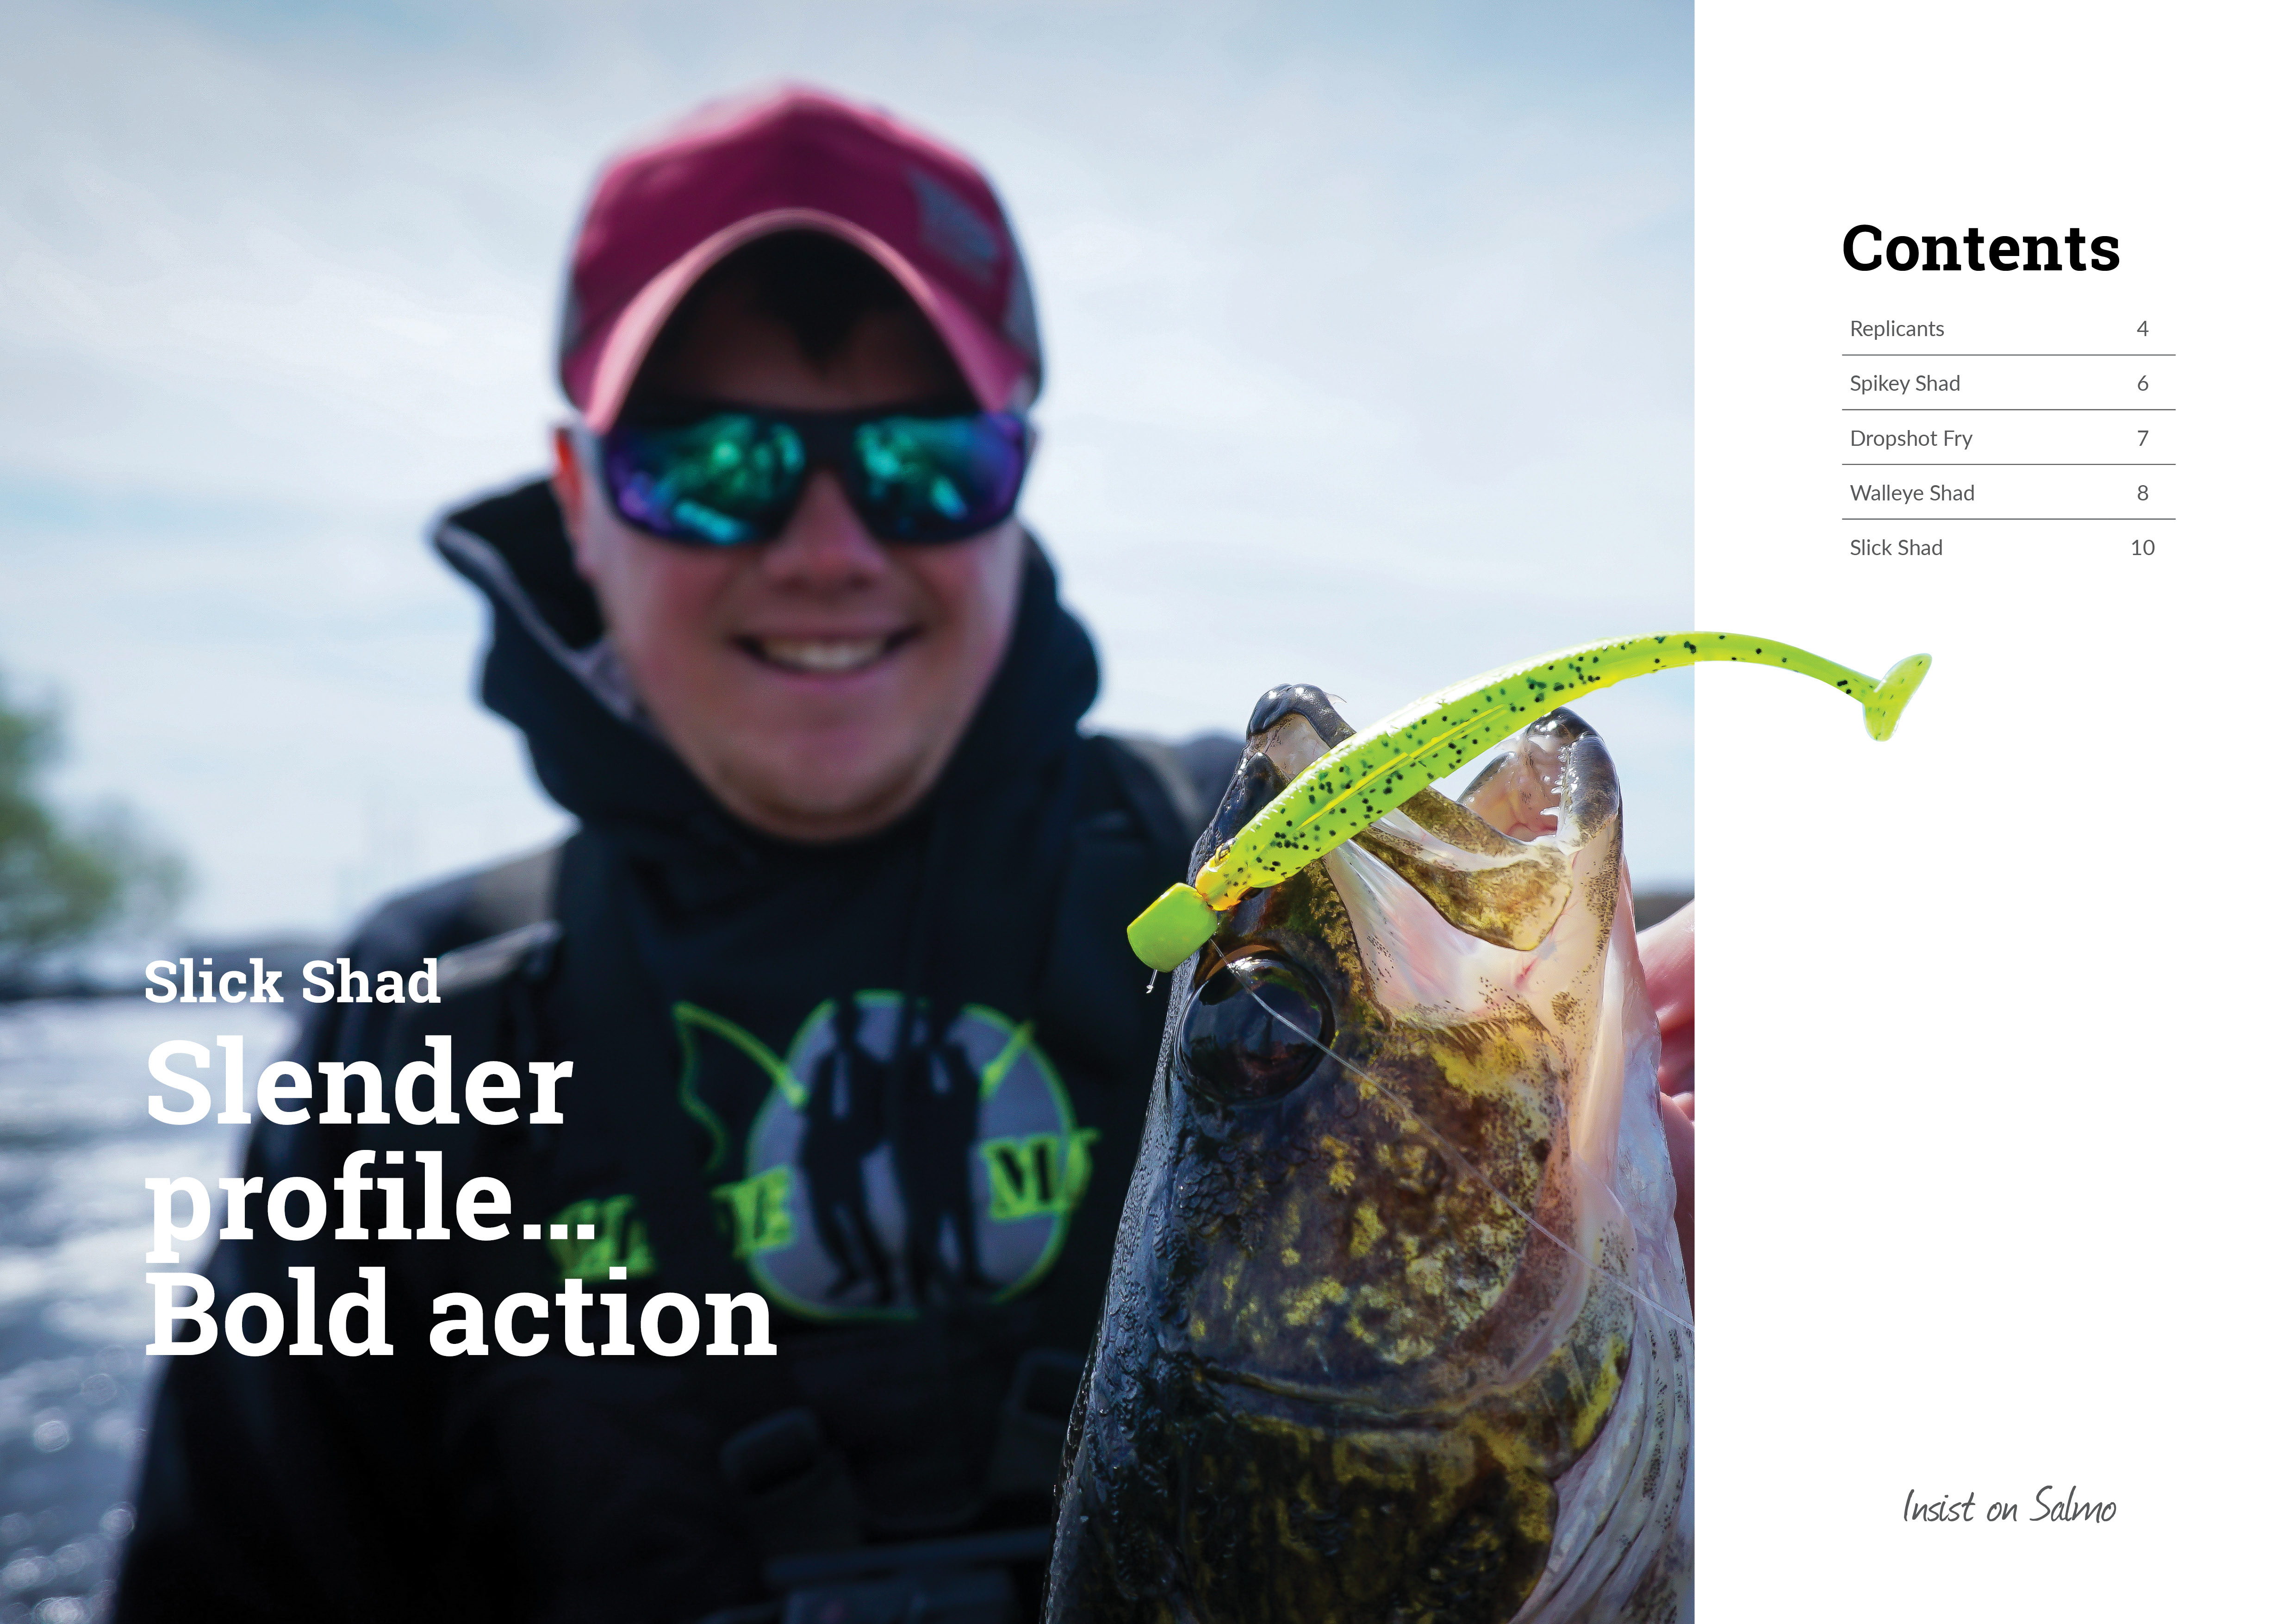 Slick Shad
Slender
profile...
Bold action
Contents
Replicants 4
Spikey Shad 6
Dropshot Fry 7
Walleye Shad 8
Slick Shad 10
Insist on Salmo